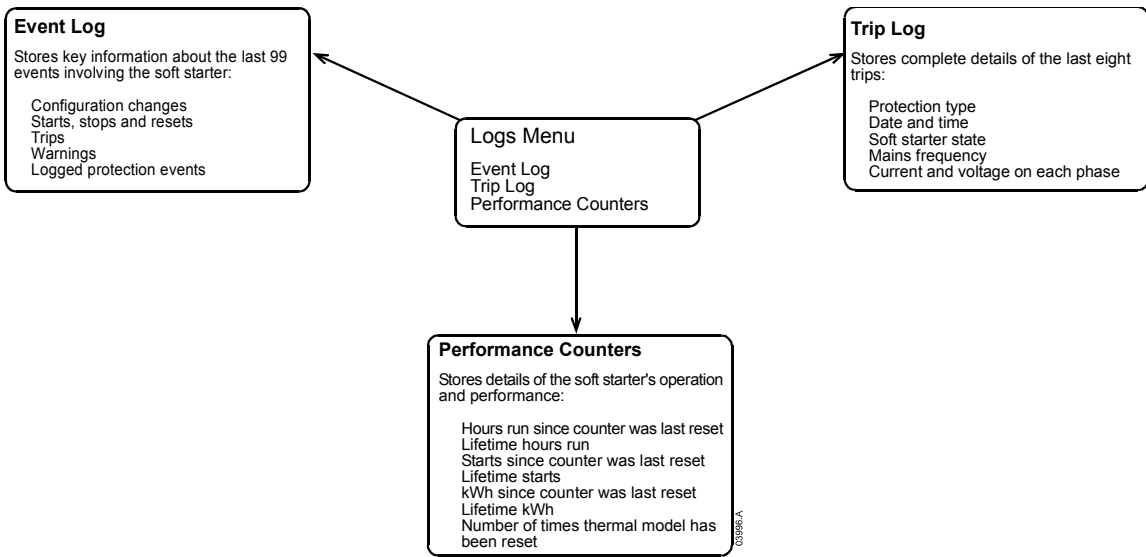 Event Log
Stores key information about the last 99
events involving the soft starter:
Configuration changes
Starts, stops and resets
Trips
Warnings
Logged protection events
Trip Log
Stores complete details of the last eight
trips:
Protection type
Date and time
Soft starter state
Mains frequency
Current and voltage on each phase
Logs Menu
Event Log
Trip Log
Performance Counters
Performance Counters
Stores details of the soft starter's operation
and performance:
Hours run since counter was last reset
Lifetime hours run
Starts since counter was last reset
Lifetime starts
kWh since counter was last reset
Lifetime kWh
Number of times thermal model has
been reset
03996.A